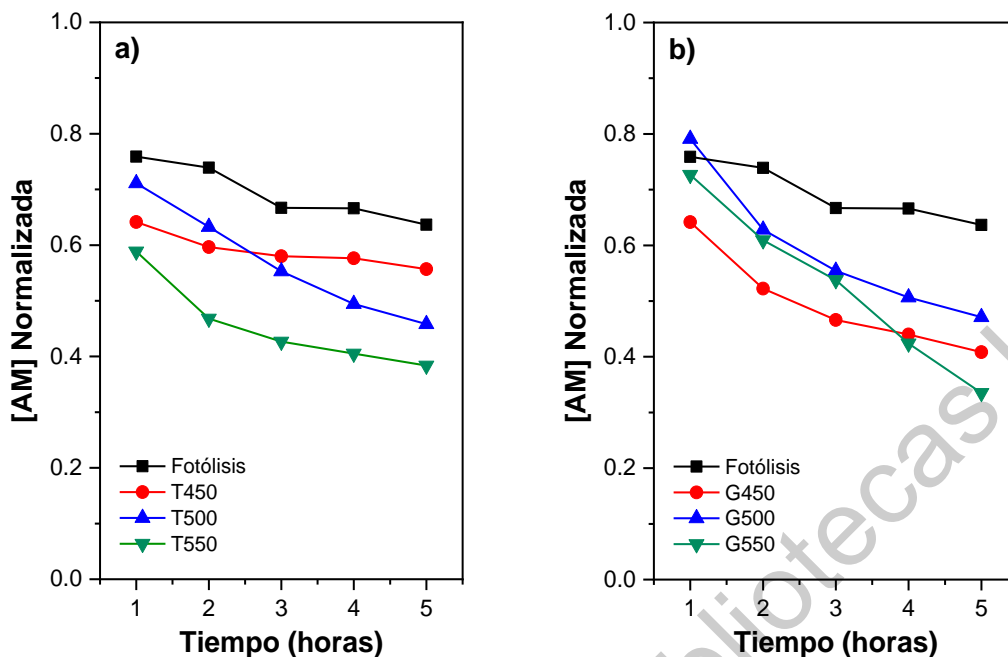 a)
1.0
0.8
0.6
0.4
0.2
0.0
[AM] Normalizada
Fotólisis
T450
T500
T550
1 2 3 4 5
Tiempo (horas)
b)
1.0
0.8
0.6
0.4
0.2
0.0
[AM] Normalizada
Fotólisis
G450
G500
G550
1 2 3 4 5
Tiempo (horas)
bliotecas